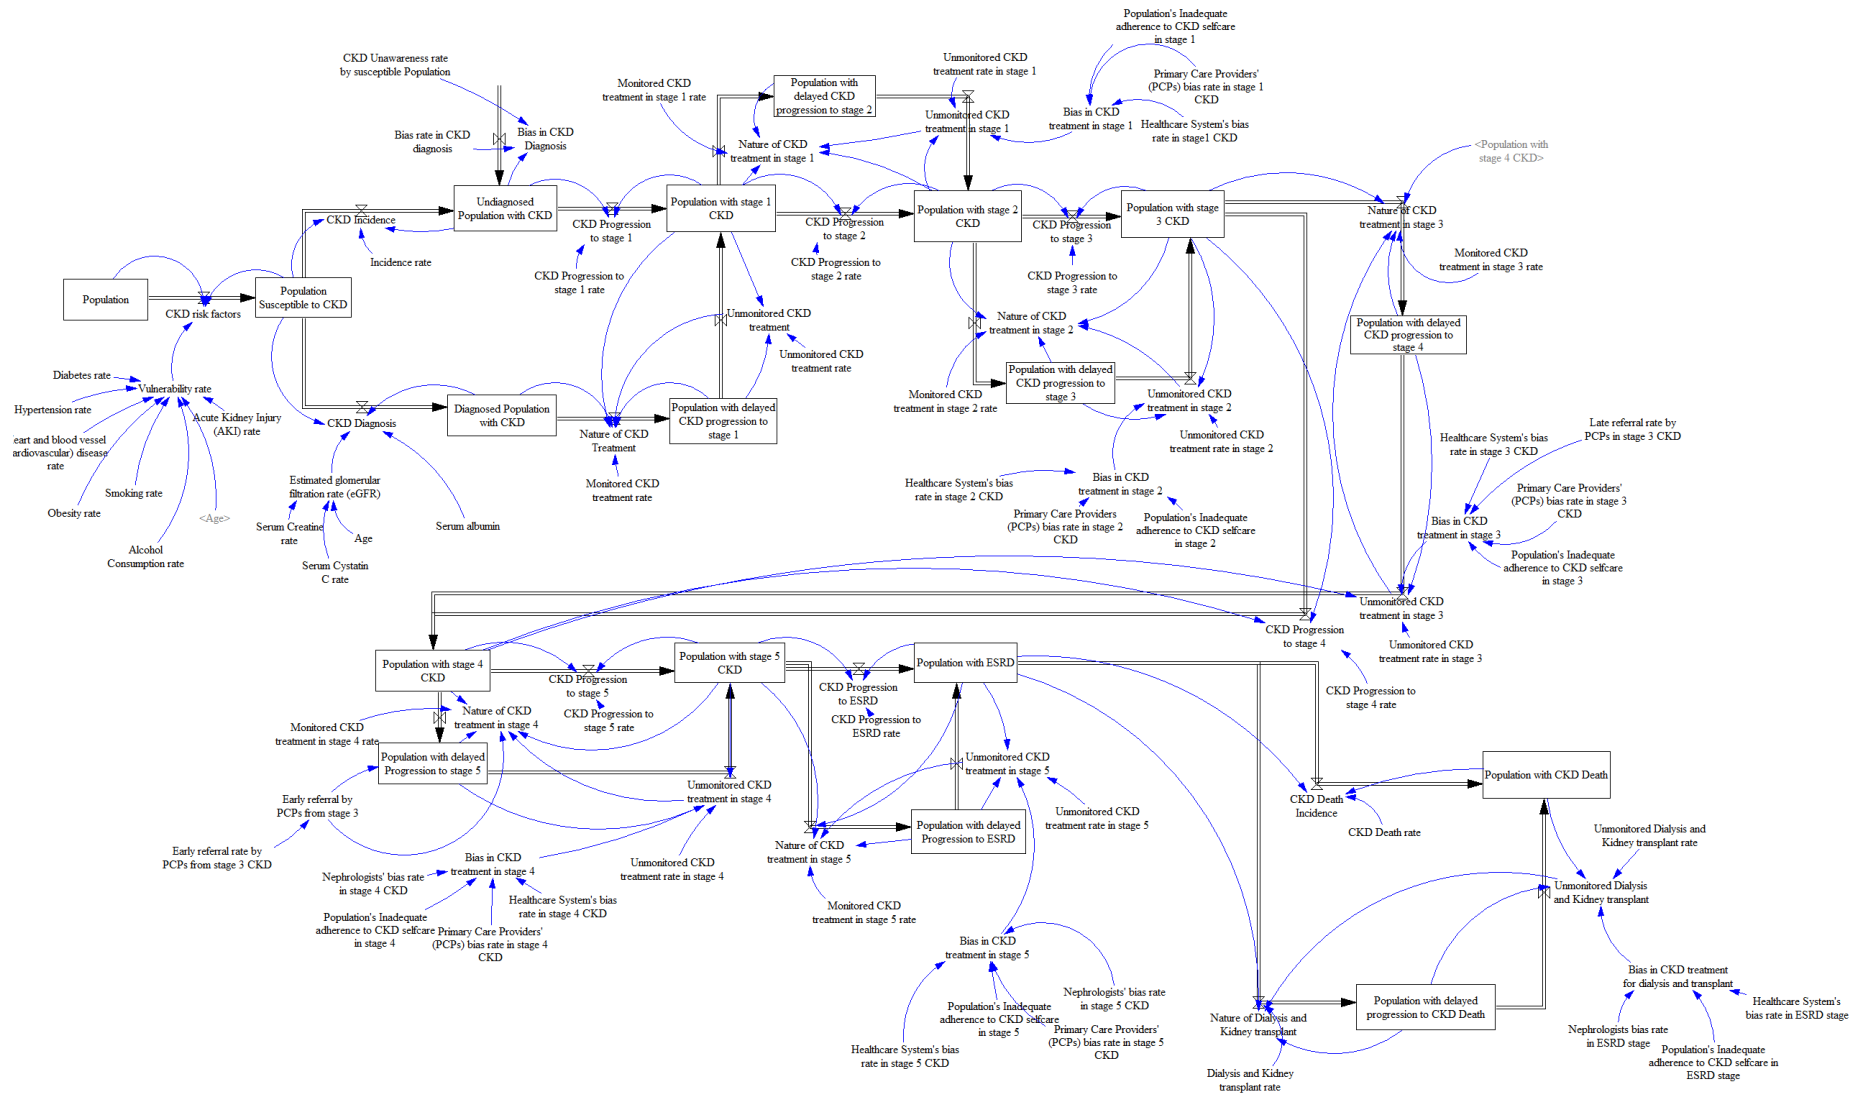 Population's Inadequate
adherence to CKD selfcare
in stage 1
CKD Unawareness rate
by susceptible Population
Unmonitored CKD
treatment rate in stage 1
Monitored CKD
treatment in stage 1 rate
Population with
delayed CKD
progression to stage 2
Primary Care Providers'
(PCPs) bias rate in stage 1
CKD
Bias rate in CKD
diagnosis
Bias in CKD
Diagnosis
Unmonitored CKD
treatment in stage 1
Bias in CKD
treatment in stage 1
Healthcare System's bias
rate in stage1 CKD
Nature of CKD
treatment in stage 1
<Population with
stage 4 CKD>
Undiagnosed
Population with CKD
Population with stage 1
CKD
Population with stage 2
CKD
Population with stage
3 CKD
CKD Incidence
CKD Progression
to stage 1
CKD Progression
to stage 2
CKD Progression
to stage 3
Nature of CKD
treatment in stage 3
Incidence rate
CKD Progression to
stage 1 rate
CKD Progression to
stage 2 rate
CKD Progression to
stage 3 rate
Monitored CKD
treatment in stage 3 rate
Population
CKD risk factors
Population
Susceptible to CKD
Unmonitored CKD
treatment
Nature of CKD
treatment in stage 2
Population with delayed
CKD progression to
stage 4
Unmonitored CKD
treatment rate
Diabetes rate
Vulnerability rate
Hypertension rate
Acute Kidney Injury
(AKI) rate
eart and blood vessel
ardiovascular) disease
rate
Smoking rate
Obesity rate
<Age>
Alcohol
Consumption rate
CKD Diagnosis
Diagnosed Population
with CKD
Nature of CKD
Treatment
Population with delayed
CKD progression to
stage 1
Monitored CKD
treatment rate
Monitored CKD
treatment in stage 2 rate
Population with delayed
CKD progression to
stage 3
Unmonitored CKD
treatment in stage 2
Unmonitored CKD
treatment rate in stage 2
Estimated glomerular
filtration rate (eGFR)
Serum Creatine
rate
Age
Serum Cystatin
C rate
Serum albumin
Healthcare System's bias
rate in stage 2 CKD
Bias in CKD
treatment in stage 2
Primary Care Providers
(PCPs) bias rate in stage 2
CKD
Population's Inadequate
adherence to CKD selfcare
in stage 2
Late referral rate by
PCPs in stage 3 CKD
Healthcare System's bias
rate in stage 3 CKD
Primary Care Providers'
(PCPs) bias rate in stage 3
CKD
Bias in CKD
treatment in stage 3
Population's Inadequate
adherence to CKD selfcare
in stage 3
Unmonitored CKD
treatment in stage 3
CKD Progression
to stage 4
Unmonitored CKD
treatment rate in stage 3
CKD Progression to
stage 4 rate
Population with stage 4
CKD
CKD Progression
to stage 5
Population with stage 5
CKD
CKD Progression
to ESRD
Population with ESRD
CKD Progression to
stage 5 rate
CKD Progression to
ESRD rate
Nature of CKD
treatment in stage 4
Monitored CKD
treatment in stage 4 rate
Population with delayed
Progression to stage 5
Unmonitored CKD
treatment in stage 4
Unmonitored CKD
treatment in stage 5
Early referral by
PCPs from stage 3
Early referral rate by
PCPs from stage 3 CKD
Bias in CKD
treatment in stage 4
Unmonitored CKD
treatment rate in stage 4
Nephrologists' bias rate
in stage 4 CKD
Healthcare System's bias
rate in stage 4 CKD
Population's Inadequate
adherence to CKD selfcare
in stage 4
Primary Care Providers'
(PCPs) bias rate in stage 4
CKD
Nature of CKD
treatment in stage 5
Population with delayed
Progression to ESRD
Unmonitored CKD
treatment rate in stage 5
Monitored CKD
treatment in stage 5 rate
Bias in CKD
treatment in stage 5
Nephrologists' bias rate
in stage 5 CKD
Population's Inadequate
adherence to CKD selfcare
in stage 5
Primary Care Providers'
(PCPs) bias rate in stage 5
CKD
Healthcare System's bias
rate in stage 5 CKD
CKD Death
Incidence
CKD Death rate
Population with CKD Death
Unmonitored Dialysis and
Kidney transplant rate
Unmonitored Dialysis
and Kidney transplant
Bias in CKD treatment
for dialysis and transplant
Healthcare System's
bias rate in ESRD stage
Nephrologists bias rate
in ESRD stage
Population's Inadequate
adherence to CKD selfcare in
ESRD stage
Population with delayed
progression to CKD Death
Nature of Dialysis and
Kidney transplant
Dialysis and Kidney
transplant rate